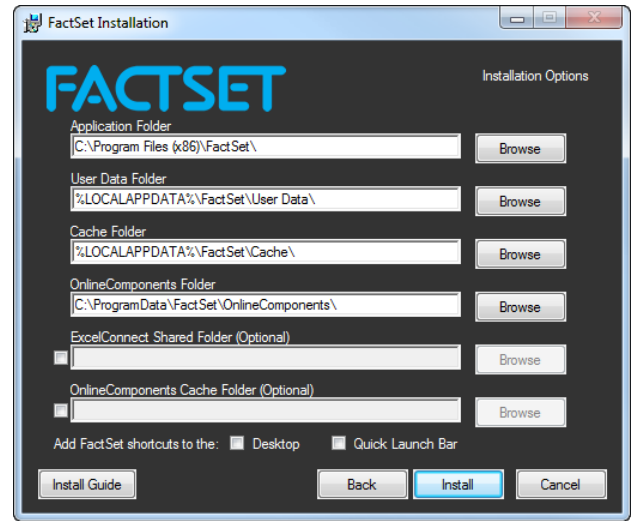 FactSet Installation
FACTSET
Installation Options
Application Folder
C:\Program Files (x86)\FactSet\
Browse
User Data Folder
%LOCALAPPDATA%\FactSet\User Data\
Browse
Cache Folder
%LOCALAPPDATA%\FactSet\Cache\
Browse
OnlineComponents Folder
C:\ProgramData\FactSet\OnlineComponents\
Browse
ExcelConnect Shared Folder (Optional)
Browse
OnlineComponents Cache Folder (Optional)
Browse
Add FactSet shortcuts to the: Desktop Quick Launch Bar
Install Guide Back Install Cancel